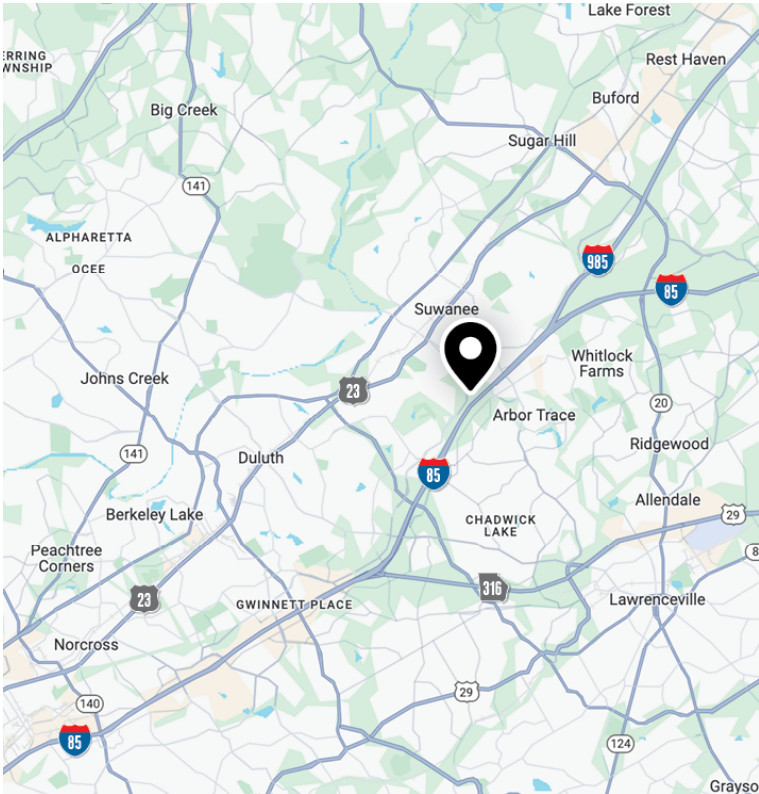 Lake Forest
ERRING
WNSHIP
Rest Haven
Buford
Big Creek
Sugar Hill
141
ALPHARETTA
985
OCEE
85
Suwanee
Whitlock
Farms
Johns Creek
23
20
Arbor Trace
141
Ridgewood
Duluth
85
Allendale
Berkeley Lake
CHADWICK
LAKE
29
Peachtree
Corners
8
23
316
GWINNETT PLACE
Lawrenceville
Norcross
29
140
85
124
Grayso